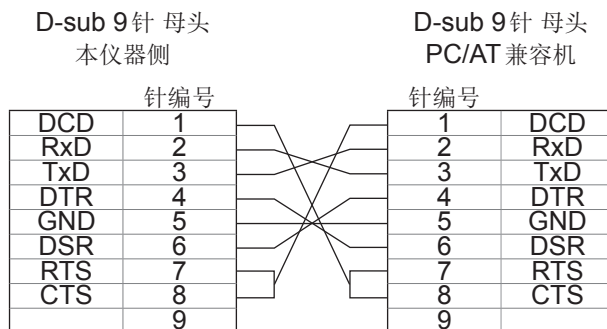 D-sub 9针 母头 D-sub 9针 母头
本仪器侧 PC/AT兼容机
针编号 针编号
DCD 1 1 DCD
RxD 2 2 RxD
TxD 3 3 TxD
DTR 4 4 DTR
GND 5 5 GND
DSR 6 6 DSR
RTS 7 7 RTS
CTS 8 8 CTS
9 9